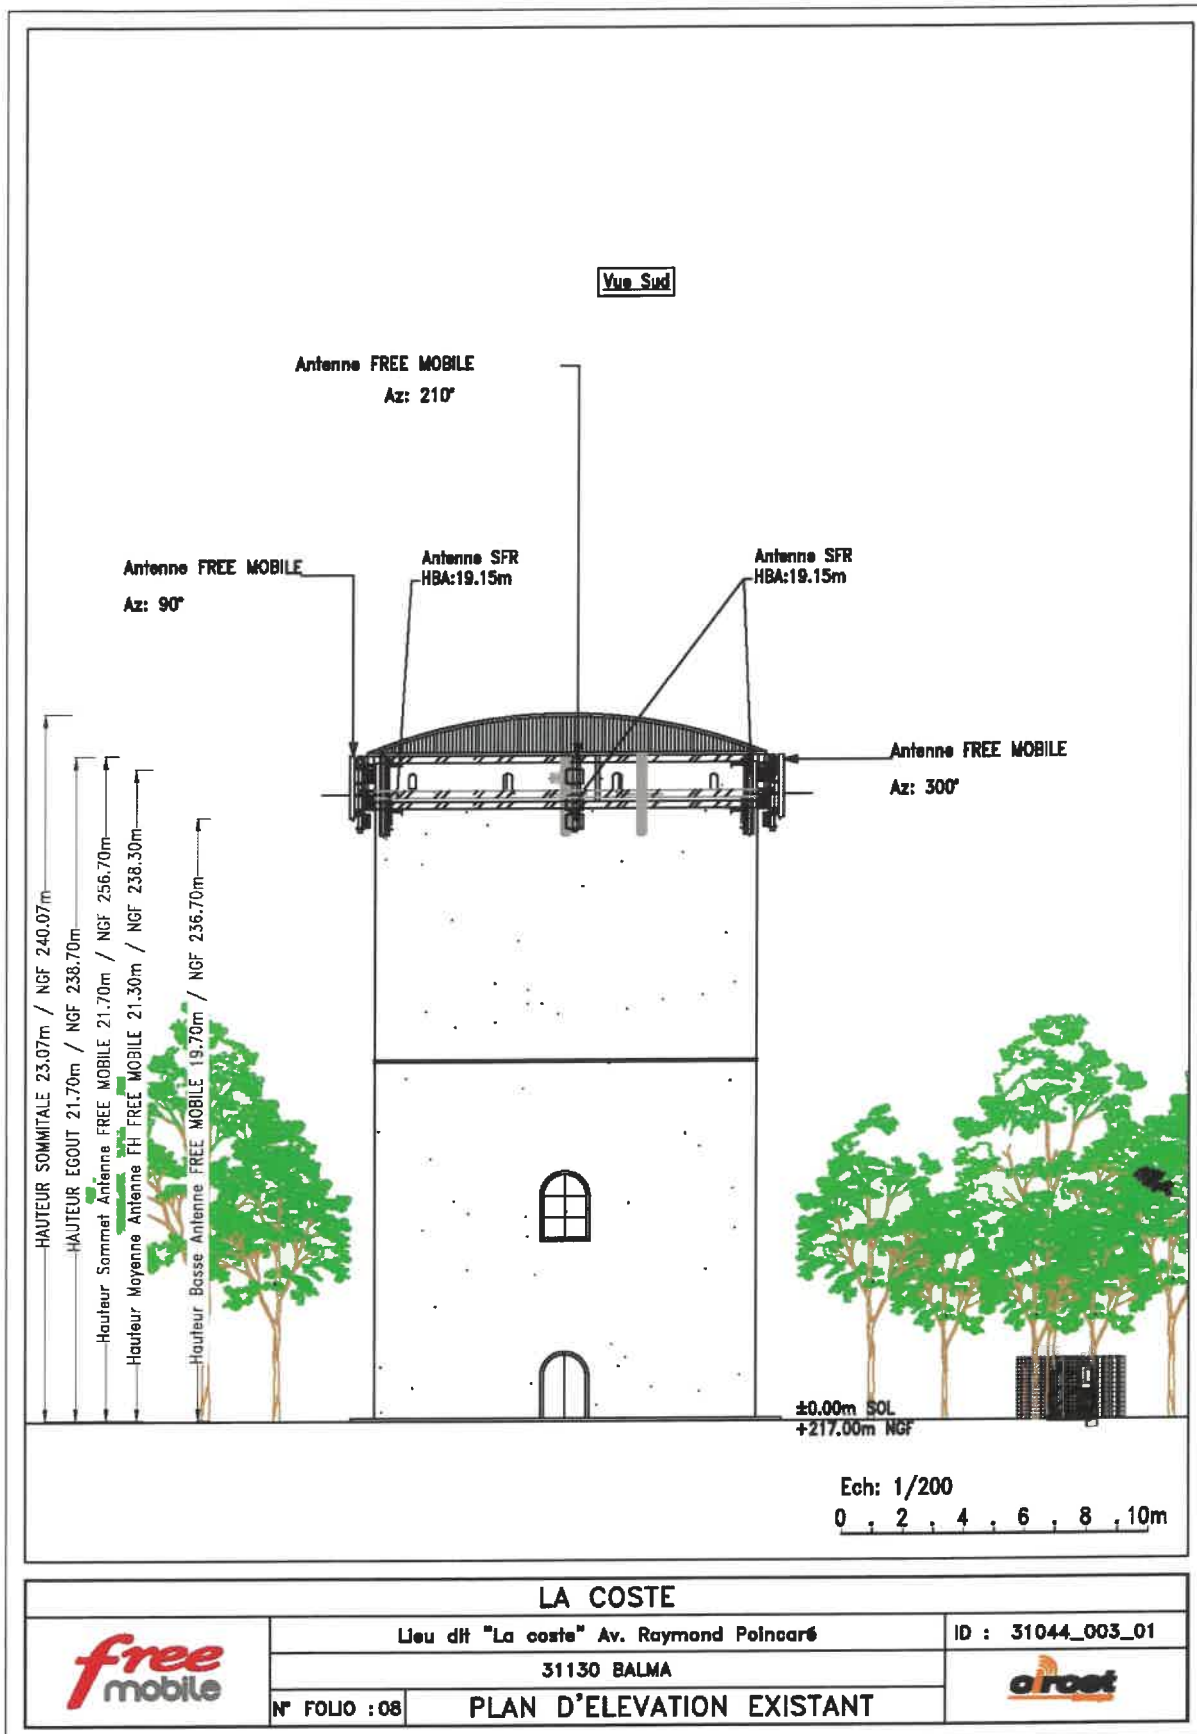 Vue Sud
Antenne FREE MOBILE
Az: 210°
Antenne FREE MOBILE
Az: 90°
Antenne SFR
HBA:19.15m
Antenne SFR
HBA:19.15m
Antenne FREE MOBILE
Az: 300°
HAUTEUR SOMMITALE 23.07m / NGF 240.07m
HAUTEUR EGOUT 21.70m / NGF 238.70m
Hauteur Sommet Antenne FREE MOBILE 21.70m / NGF 256.70m
Hauteur Moyenne Antenne FH FREE MOBILE 21.30m / NGF 238.30m
Hauteur Basse Antenne FREE MOBILE 19.70m / NGF 236.70m
±0.00m SOL
+217.00m NGF
Ech: 1/200
0 . 2 . 4 . 6 . 8 . 10m
LA COSTE
free
mobile
Lieu dit "La coste" Av. Raymond Poincaré
31130 BALMA
N° FOLIO :08
PLAN D'ELEVATION EXISTANT
ID : 31044_003_01